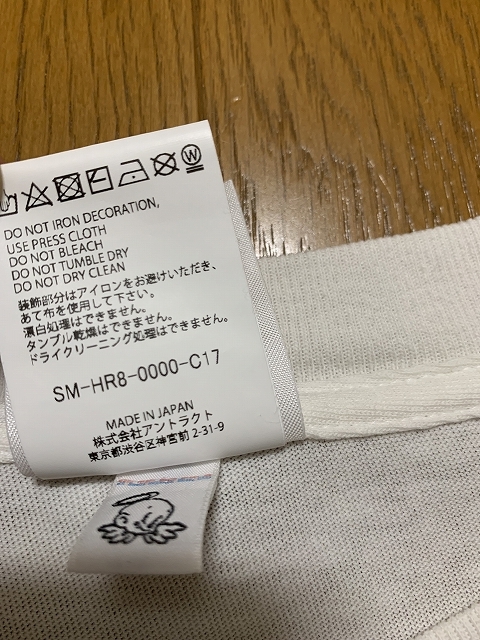 DO NOT IRON DECORATION,
USE PRESS CLOTH
DO NOT BLEACH
DO NOT TUMBLE DRY
DO NOT DRY CLEAN
装飾部分はアイロンをお避けいただき、
あて布を使用して下さい。
漂白処理はできません。
タンブル乾燥はできません。
ドライクリーニング処理はできません。
SM-HR8-0000-C17
MADE IN JAPAN
株式会社アントラクト
東京都渋谷区神宮前 2-31-9